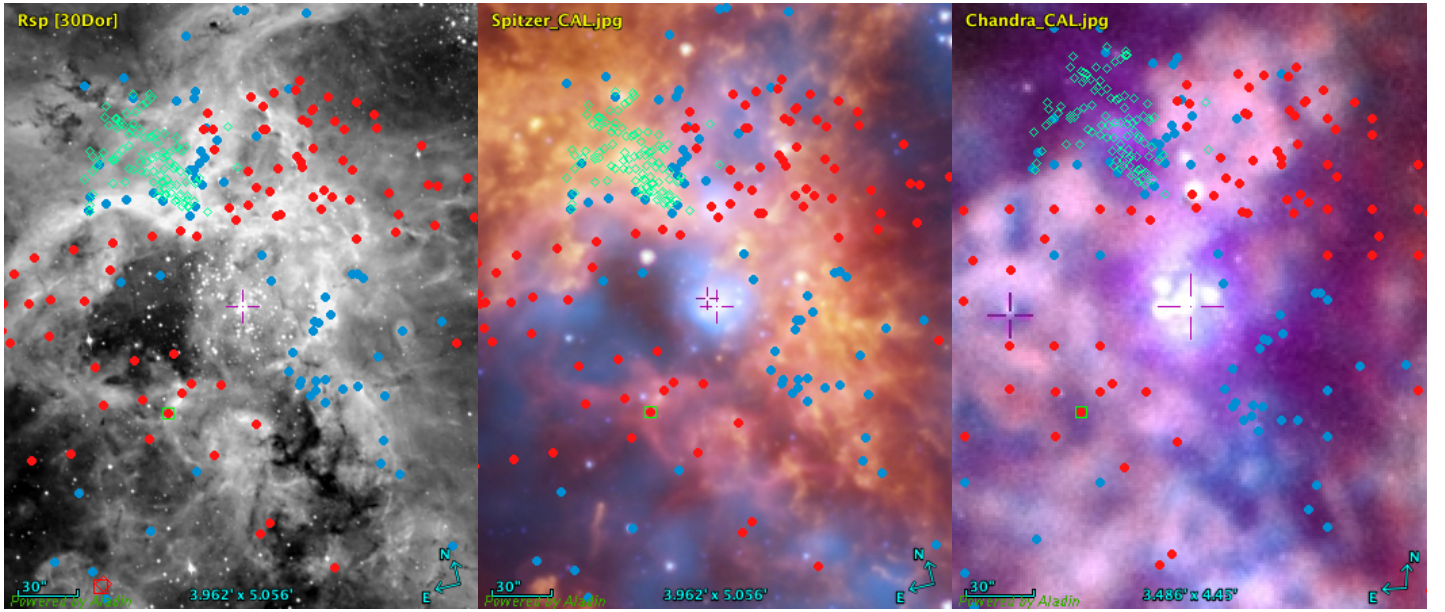 Rsp [30Dor]
Spitzer_CAL.jpg
Chandra_CAL.jpg
N
E
30"
3.962' x 5.056'
Powered by Aladin
N
E
30"
3.962' x 5.056'
Powered by Aladin
N
E
30"
3.486' x 4.45'
Powered by Aladin